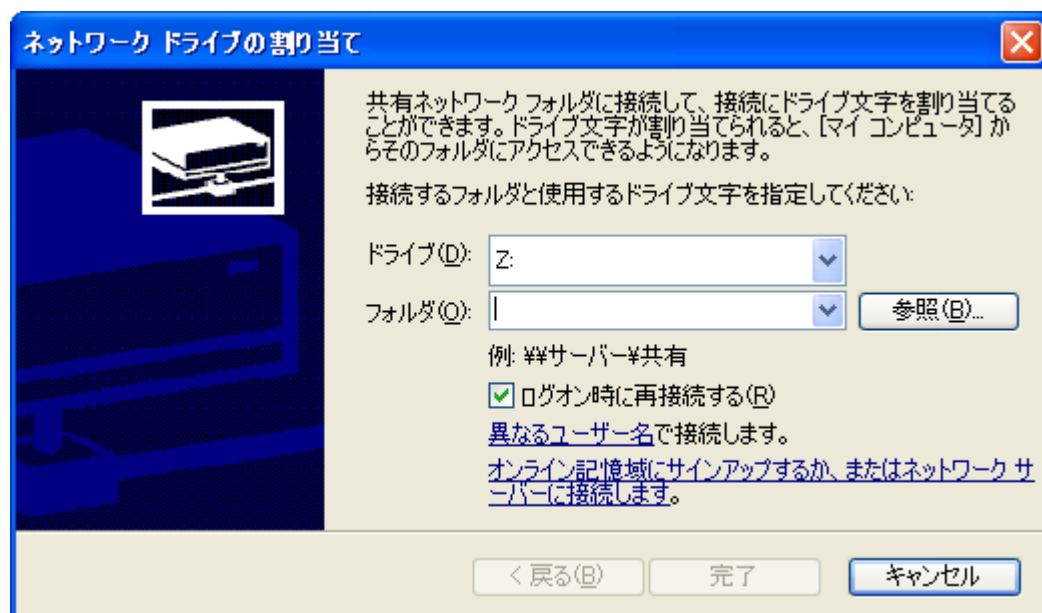 ネットワーク ドライブの割り当て
共有ネットワーク フォルダに接続して、接続にドライブ文字を割り当てる
ことができます。ドライブ文字が割り当てられると、[マイ コンピュータ] か
らそのフォルダにアクセスできるようになります。
接続するフォルダと使用するドライブ文字を指定してください:
ドライブ(D): Z:
フォルダ(O): 参照(B)...
例: ¥¥サーバー¥共有
ログオン時に再接続する(R)
異なるユーザー名で接続します。
オンライン記憶域にサインアップするか、またはネットワーク サ
ーバーに接続します。
< 戻る(B) 完了 キャンセル